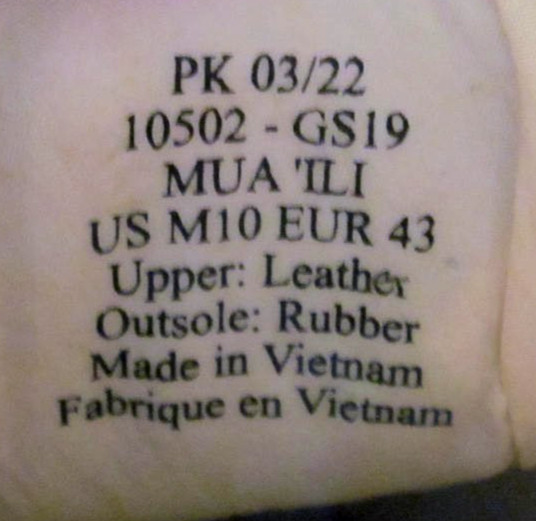 PK 03/22
10502 - GS19
MUA 'ILI
US M10 EUR 43
Upper: Leather
Outsole: Rubber
Made in Vietnam
Fabrique en Vietnam